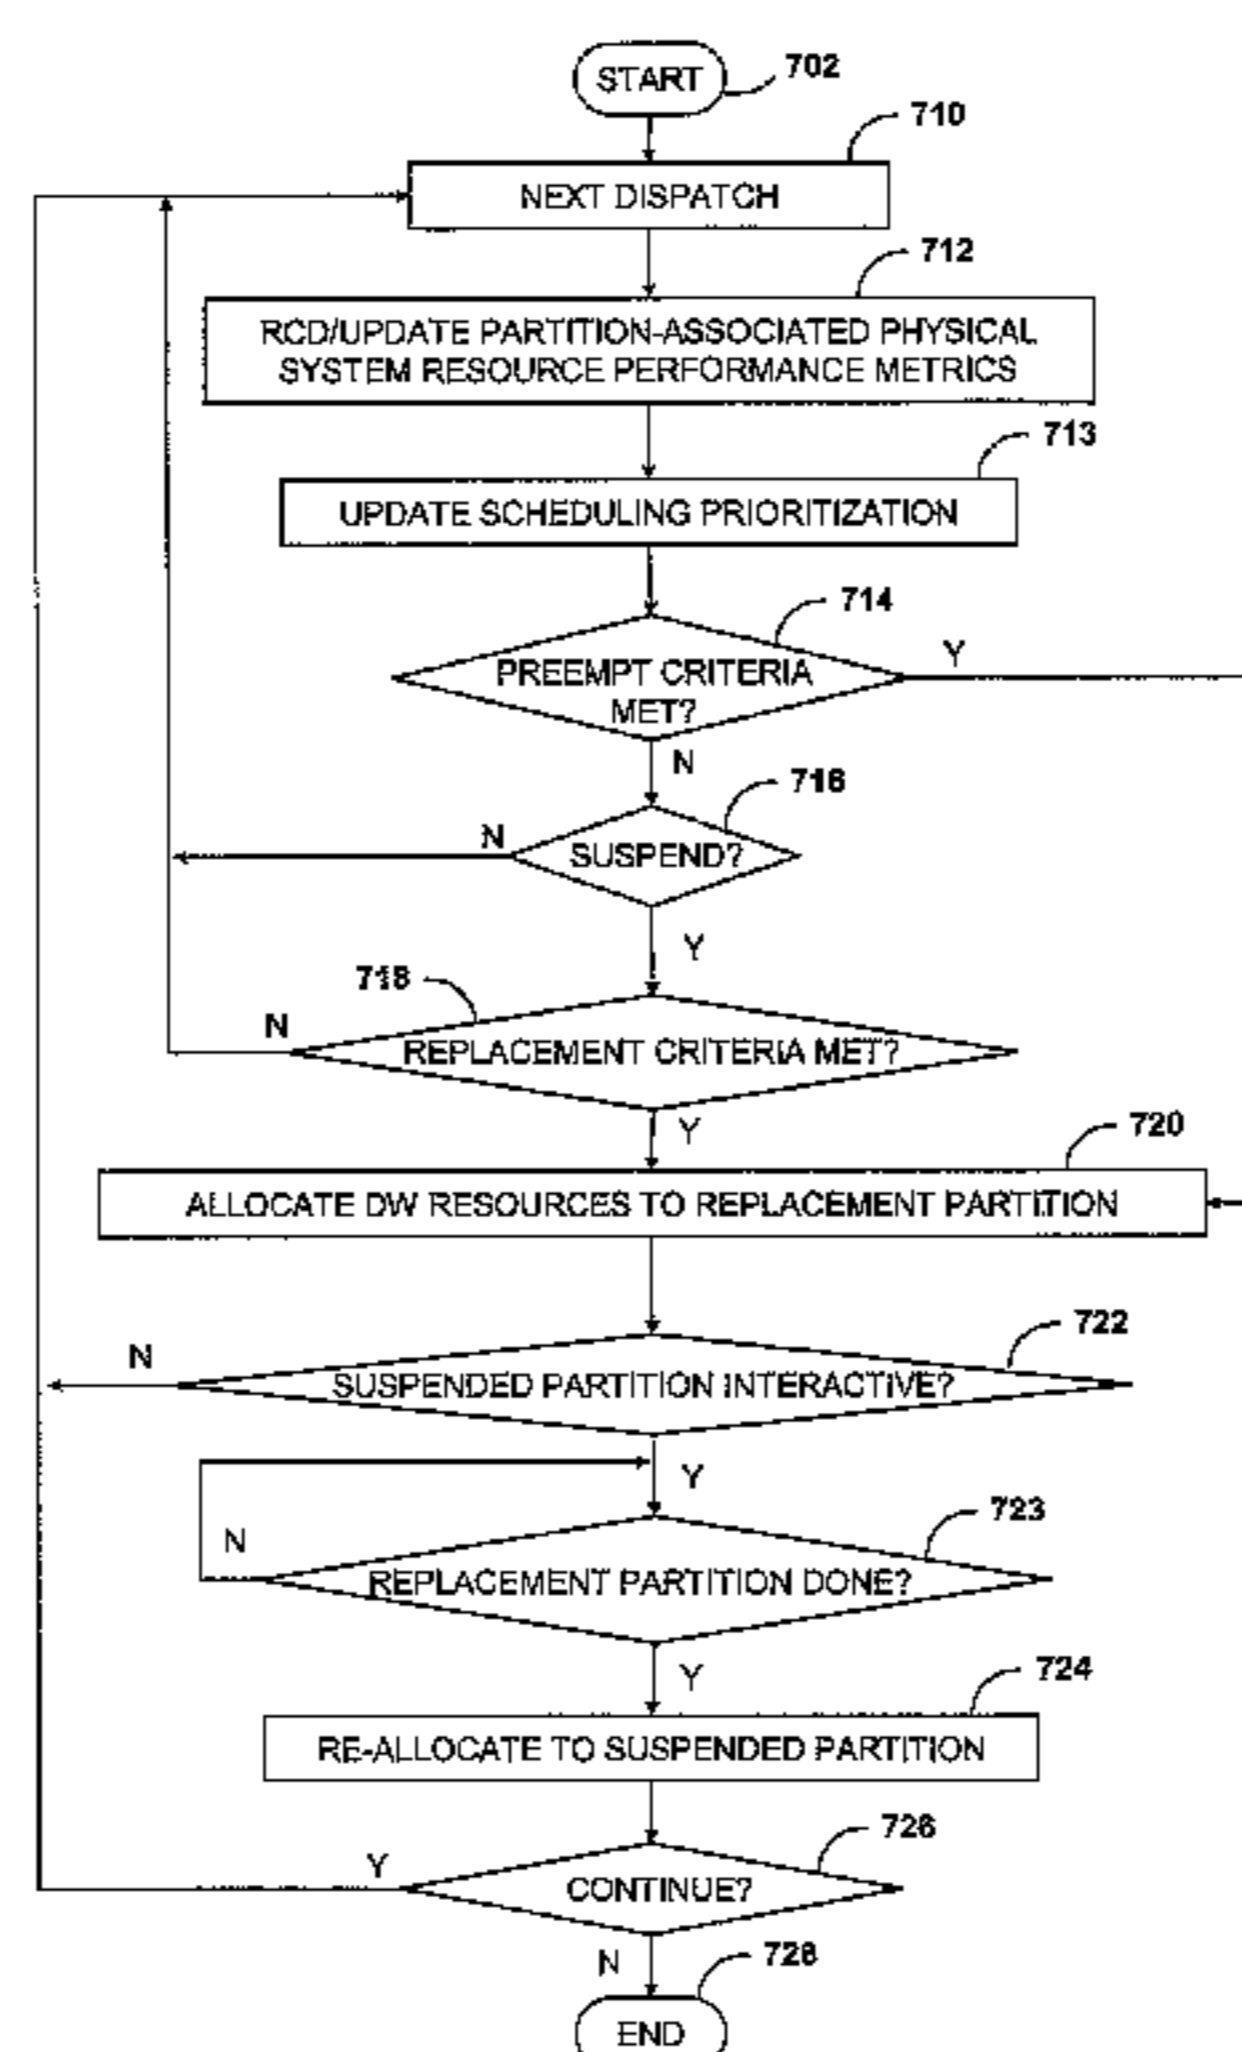 START
702
710
NEXT DISPATCH
712
RCD/UPDATE PARTITION-ASSOCIATED PHYSICAL
SYSTEM RESOURCE PERFORMANCE METRICS
713
UPDATE SCHEDULING PRIORITIZATION
714
PREEMPT CRITERIA
MET?
Y
N
716
SUSPEND?
N
Y
718
REPLACEMENT CRITERIA MET?
N
Y
720
ALLOCATE DW RESOURCES TO REPLACEMENT PARTITION
722
SUSPENDED PARTITION INTERACTIVE?
N
Y
723
REPLACEMENT PARTITION DONE?
N
Y
724
RE-ALLOCATE TO SUSPENDED PARTITION
726
CONTINUE?
Y
N
728
END